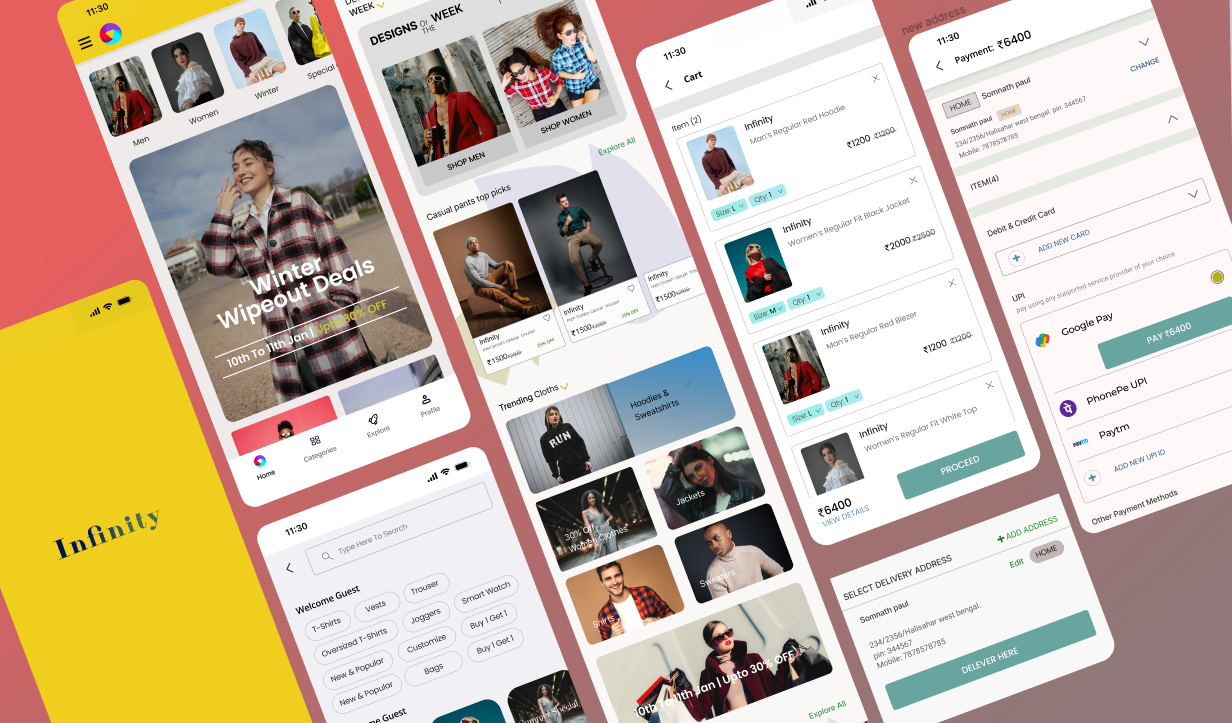 11:30
Men
Women
Winter
Special
Winter
Wipeout Deals
10th To 11th Jan | Upto 30% OFF
Home
Categories
Explore
Profile
Infinity
11:30
Type Here To Search
Welcome Guest
T-Shirts
Vests
Trouser
Oversized T-Shirts
Joggers
Smart Watch
New & Popular
Customize
Buy 1 Get 1
New & Popular
Bags
Buy 1 Get 1
Guest
WEEK
DESIGNS Of THE WEEK
SHOP MEN
SHOP WOMEN
Explore All
Casual pants top picks
Infinity
men brown casual trouser
₹1500
25% OFF
Infinity
men brown casual trouser
₹1500
25% OFF
Infinity
₹1500
Trending Cloths
RUN
Hoodies &
Sweatshirts
30% Off
Women Clothes
Jackets
Shirts
Sweaters
10th To 11th Jan | Upto 30% OFF
Explore All
11:30
Cart
Item (2)
Infinity
Man's Regular Red Hoodie
₹1200 ₹1200
Size: L
Qty: 1
Infinity
Women's Regular Fit Black Jacket
₹2000 ₹2500
Size: M
Qty: 1
Infinity
Man's Regular Red Blezer
₹1200 ₹1200
Size: L
Qty: 1
Infinity
Women's Regular Fit White Top
₹6400
VIEW DETAILS
PROCEED
new address
11:30
Payment: ₹6400
HOME
Somnath paul
CHANGE
Somnath paul
HOME
234/2356/Halisahar west bengal. pin: 344567
Mobile: 7878578785
ITEM(4)
Debit & Credit Card
ADD NEW CARD
UPI
pay using any supported service provider of your choice
Google Pay
PAY ₹6400
PhonePe UPI
Paytm
Paytm
ADD NEW UPI ID
Other Payment Methods
SELECT DELIVERY ADDRESS
ADD ADDRESS
Somnath paul
Edit
HOME
234/2356/Halisahar west bengal.
pin: 344567
Mobile: 7878578785
DELEVER HERE